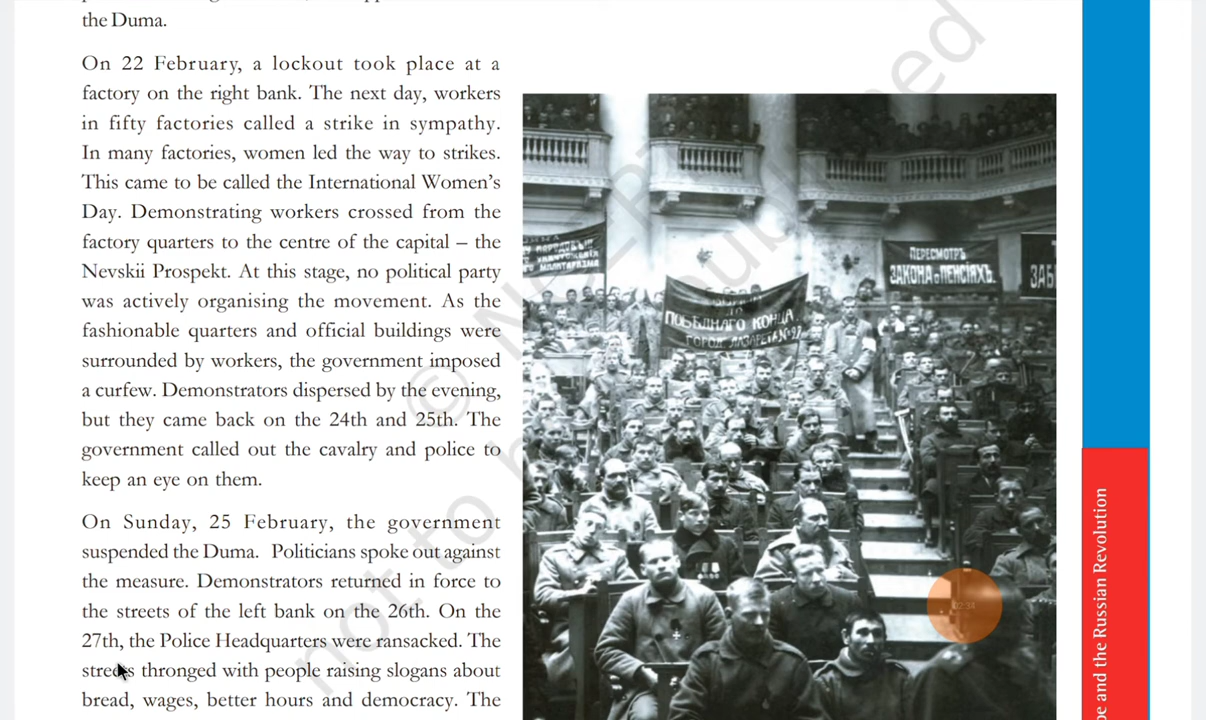 the Duma.
On 22 February, a lockout took place at a
factory on the right bank. The next day, workers
in fifty factories called a strike in sympathy.
In many factories, women led the way to strikes.
This came to be called the International Women's
Day. Demonstrating workers crossed from the
factory quarters to the centre of the capital – the
Nevskii Prospekt. At this stage, no political party
was actively organising the movement. As the
fashionable quarters and official buildings were
surrounded by workers, the government imposed
a curfew. Demonstrators dispersed by the evening,
but they came back on the 24th and 25th. The
government called out the cavalry and police to
keep an eye on them.
On Sunday, 25 February, the government
suspended the Duma. Politicians spoke out against
the measure. Demonstrators returned in force to
the streets of the left bank on the 26th. On the
27th, the Police Headquarters were ransacked. The
streets thronged with people raising slogans about
bread, wages, better hours and democracy. The
ПЕРЕСМОТРЪ
ЗАКОНА о ПЕНСІЯХЪ.
ПОБѢДНАГО КОНЦА
ЗАБ
02:34
and the Russian Revolution
© not to